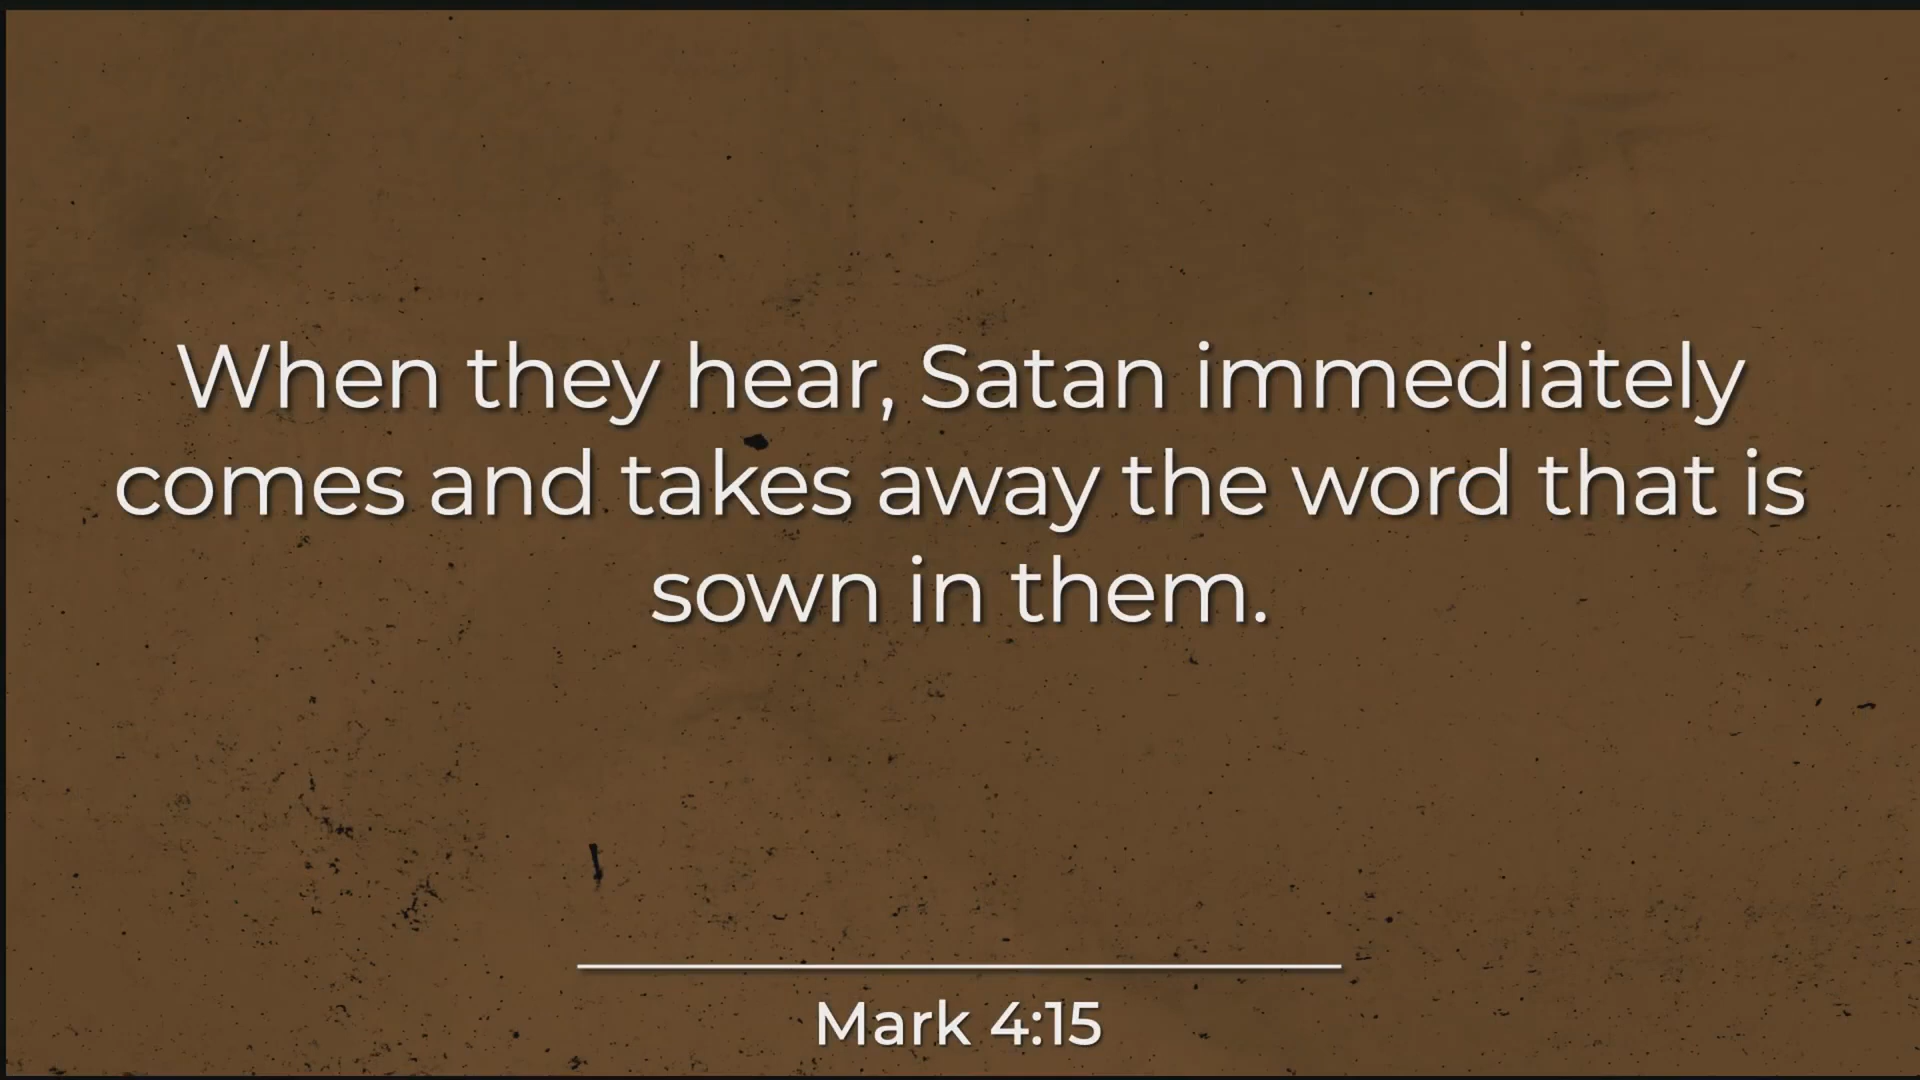 When they hear, Satan immediately
comes and takes away the word that is
sown in them.
Mark 4:15